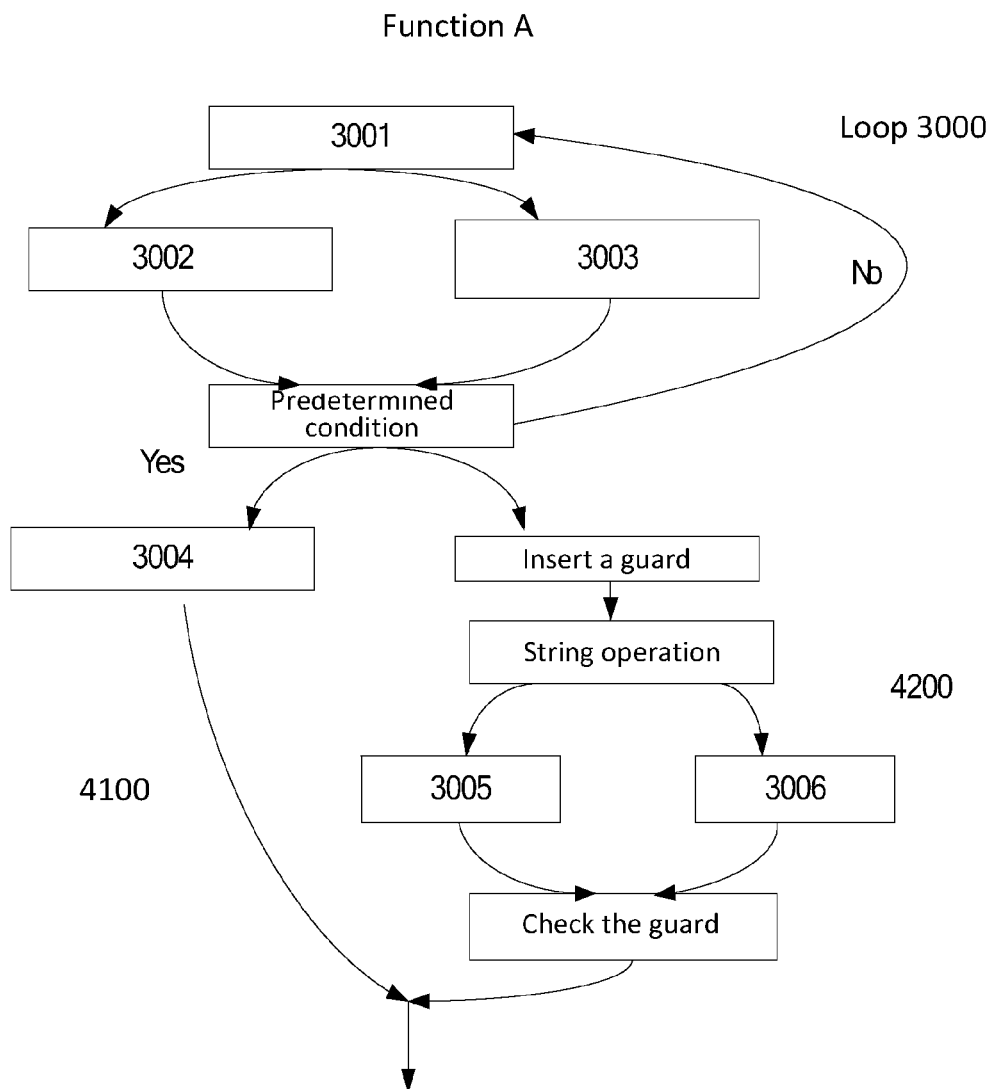 Function A
3001
Loop 3000
3002
3003
No
Predetermined
condition
Yes
3004
Insert a guard
String operation
4200
4100
3005
3006
Check the guard